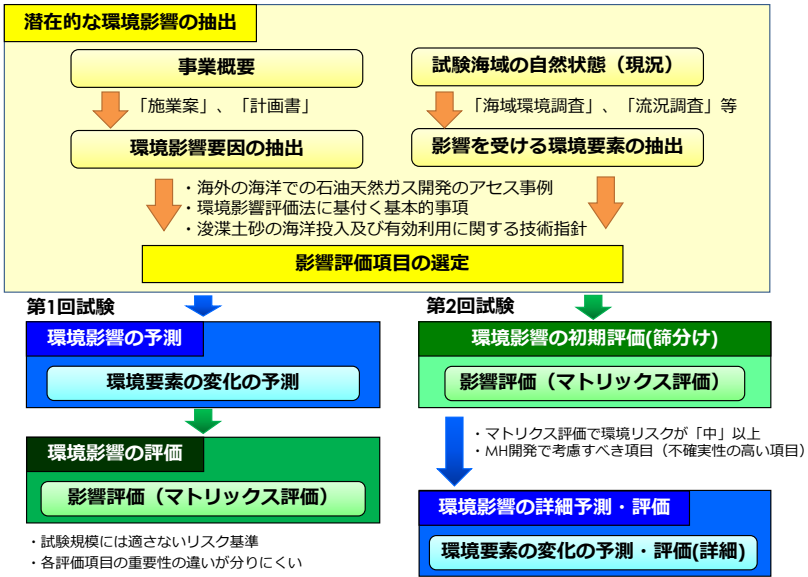 潜在的な環境影響の抽出
事業概要
試験海域の自然状態（現況）
「施業案」、「計画書」
「海域環境調査」、「流況調査」等
環境影響要因の抽出
影響を受ける環境要素の抽出
・海外の海洋での石油天然ガス開発のアセス事例
・環境影響評価法に基付く基本的事項
・浚渫土砂の海洋投入及び有効利用に関する技術指針
影響評価項目の選定
第1回試験
環境影響の予測
環境要素の変化の予測
環境影響の評価
影響評価（マトリックス評価）
・試験規模には適さないリスク基準
・各評価項目の重要性の違いが分りにくい
第2回試験
環境影響の初期評価(篩分け)
影響評価（マトリックス評価）
・マトリクス評価で環境リスクが「中」以上
・MH開発で考慮すべき項目（不確実性の高い項目）
環境影響の詳細予測・評価
環境要素の変化の予測・評価(詳細)